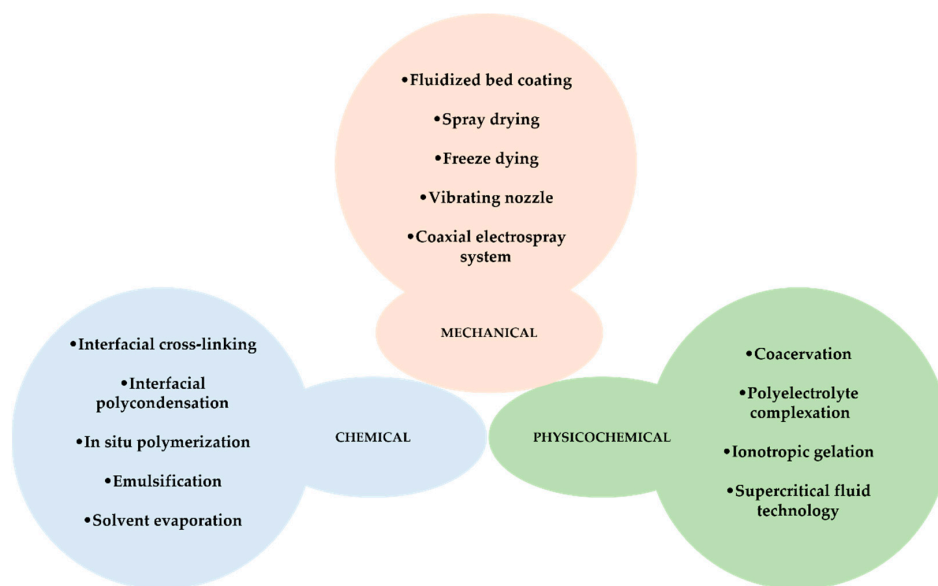 •Fluidized bed coating
•Spray drying
•Freeze dying
•Vibrating nozzle
•Coaxial electrospray
system
MECHANICAL
•Interfacial cross-linking
•Interfacial
polycondensation
•In situ polymerization
•Emulsification
•Solvent evaporation
CHEMICAL
PHYSICOCHEMICAL
•Coacervation
•Polyelectrolyte
complexation
•Ionotropic gelation
•Supercritical fluid
technology